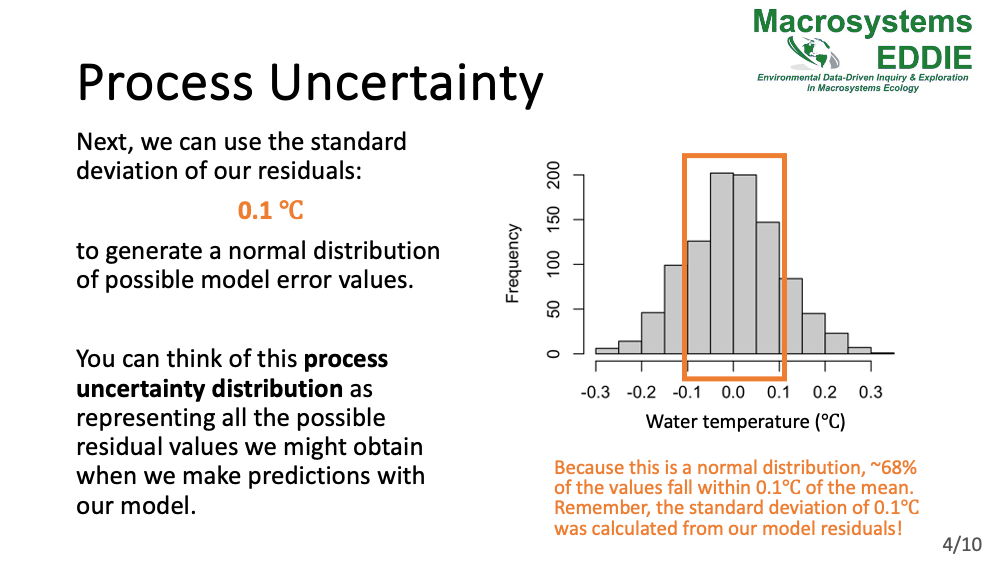 Macrosystems
EDDIE
Environmental Data-Driven Inquiry & Exploration
in Macrosystems Ecology
Process Uncertainty
Next, we can use the standard
deviation of our residuals:
0.1 °C
to generate a normal distribution
of possible model error values.
You can think of this process
uncertainty distribution as
representing all the possible
residual values we might obtain
when we make predictions with
our model.
Frequency
200
150
100
50
0
-0.3 -0.2 -0.1 0.0 0.1 0.2 0.3
Water temperature (°C)
Because this is a normal distribution, ~68%
of the values fall within 0.1°C of the mean.
Remember, the standard deviation of 0.1°C
was calculated from our model residuals!
4/10